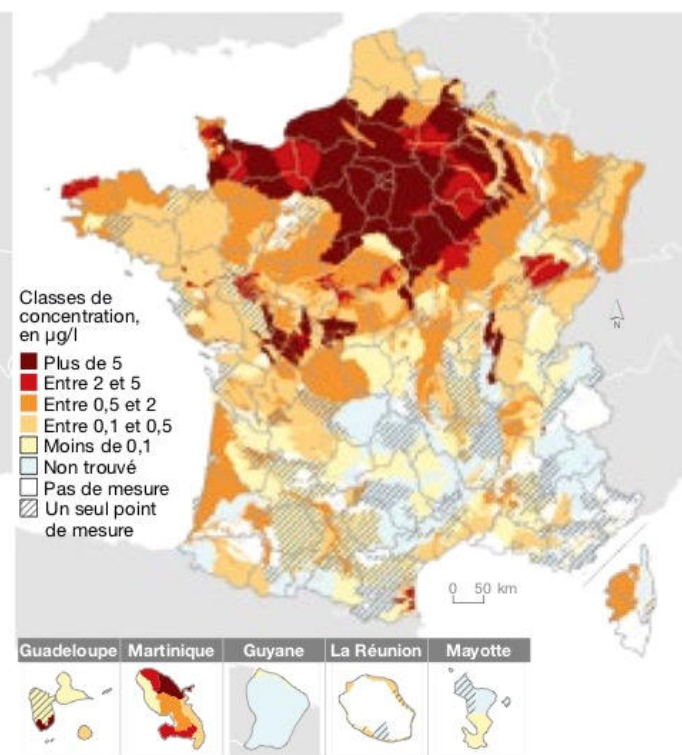 Classes de
concentration,
en µg/l
Plus de 5
Entre 2 et 5
Entre 0,5 et 2
Entre 0,1 et 0,5
Moins de 0,1
Non trouvé
Pas de mesure
Un seul point
de mesure
N
0 50 km
Guadeloupe Martinique Guyane La Réunion Mayotte